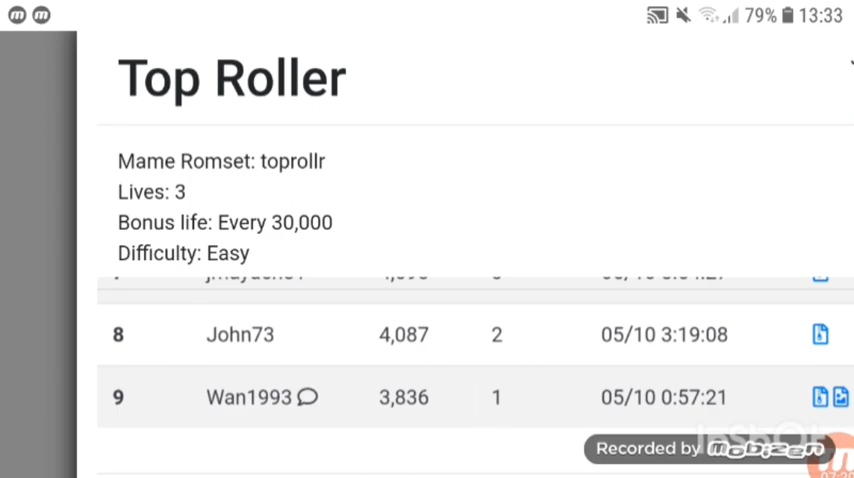 79% 13:33
Top Roller
Mame Romset: toprollr
Lives: 3
Bonus life: Every 30,000
Difficulty: Easy
8 John73 4,087 2 05/10 3:19:08
9 Wan1993 3,836 1 05/10 0:57:21
InShOt
Recorded by mobizen